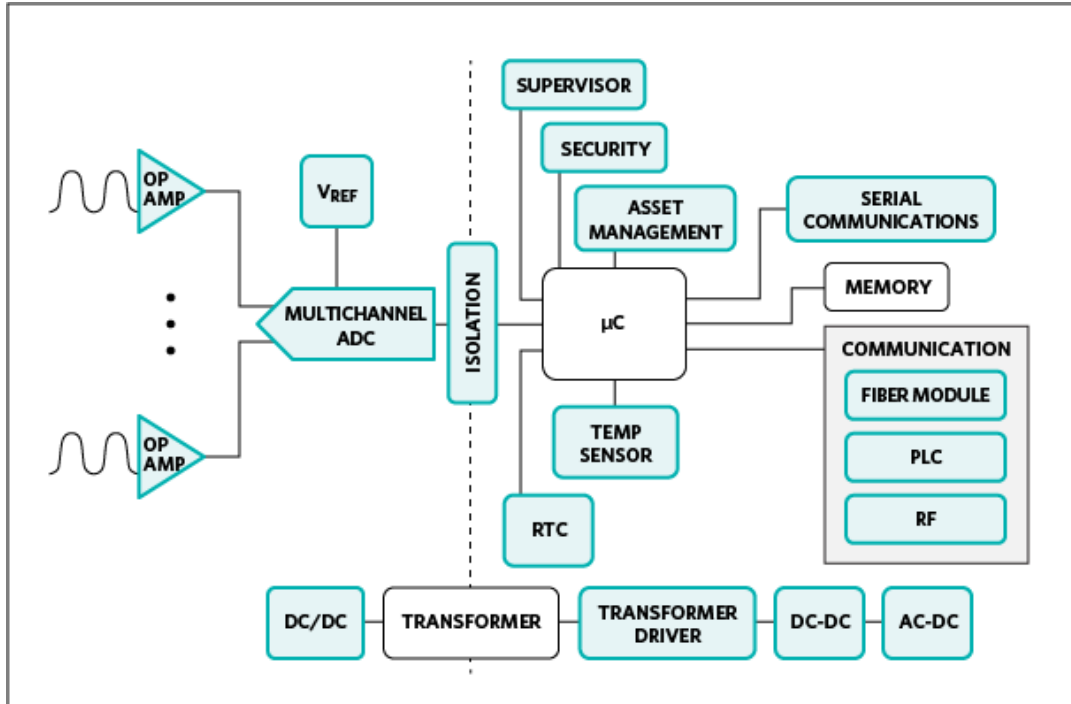 SUPERVISOR
SECURITY
ASSET
MANAGEMENT
SERIAL
COMMUNICATIONS
OP
AMP
VREF
MULTICHANNEL
ADC
ISOLATION
µC
MEMORY
COMMUNICATION
FIBER MODULE
PLC
RF
OP
AMP
TEMP
SENSOR
RTC
DC/DC
TRANSFORMER
TRANSFORMER
DRIVER
DC-DC
AC-DC